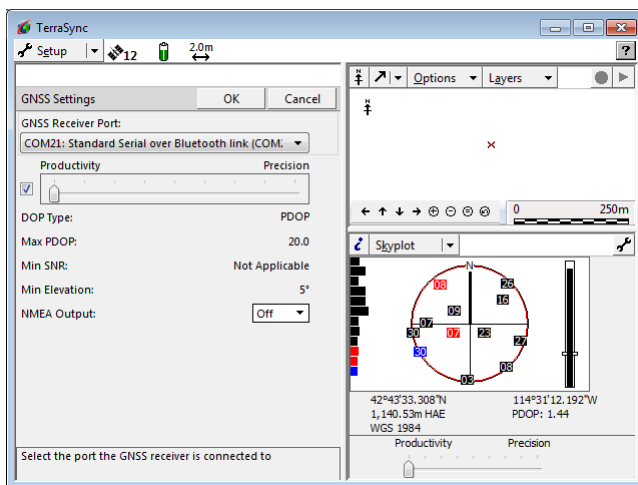 TerraSync
Setup
12
2.0m
?
GNSS Settings
OK
Cancel
GNSS Receiver Port:
COM21: Standard Serial over Bluetooth link (COM:
Productivity
Precision
DOP Type:
PDOP
Max PDOP:
20.0
Min SNR:
Not Applicable
Min Elevation:
5°
NMEA Output:
Off
Select the port the GNSS receiver is connected to
Options
Layers
0
250m
Skyplot
N
08
26
16
09
07
30
07
23
27
30
08
03
42°43'33.308"N
114°31'12.192"W
1,140.53m HAE
PDOP: 1.44
WGS 1984
Productivity
Precision